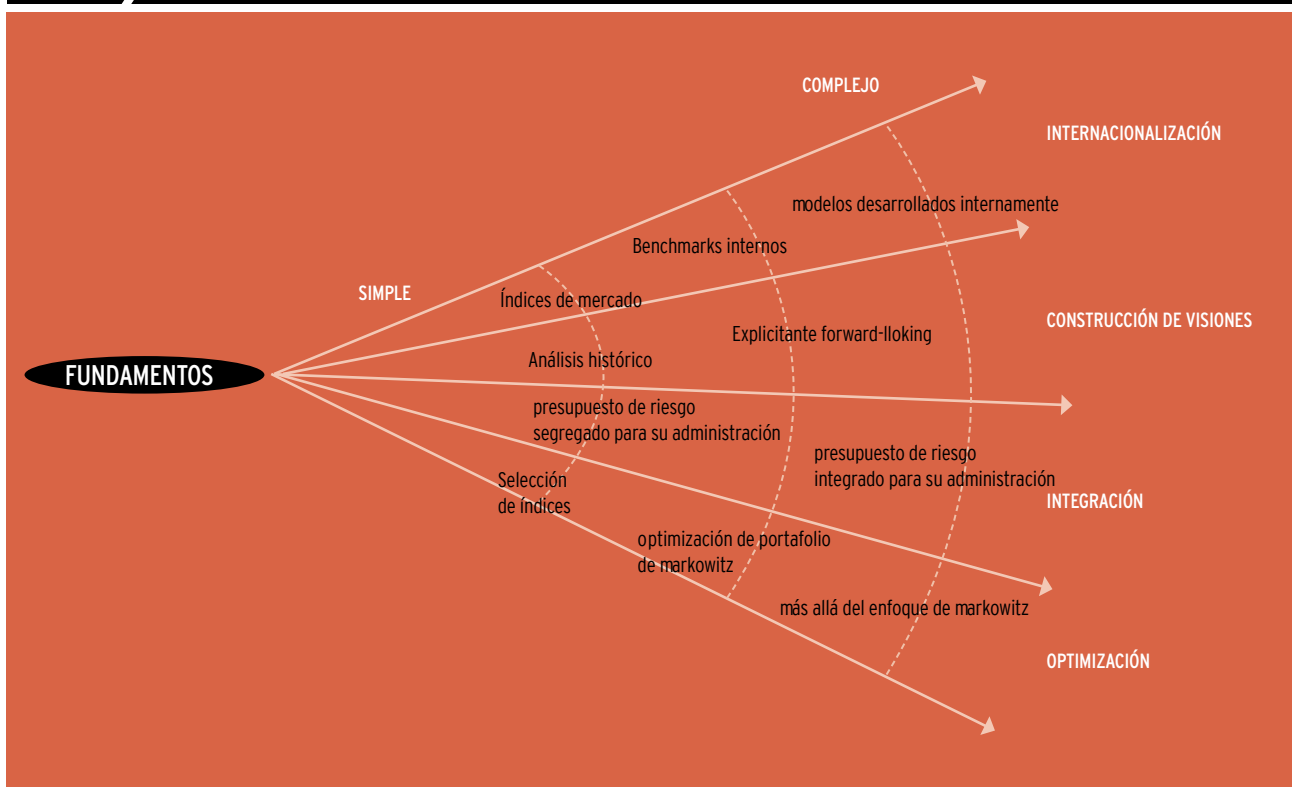 COMPLEJO
INTERNACIONALIZACIÓN
modelos desarrollados internamente
Benchmarks internos
SIMPLE
Índices de mercado
CONSTRUCCIÓN DE VISIONES
Explicitante forward-lloking
Análisis histórico
FUNDAMENTOS
presupuesto de riesgo
segregado para su administración
presupuesto de riesgo
integrado para su administración
INTEGRACIÓN
Selección
de índices
optimización de portafolio
de markowitz
más allá del enfoque de markowitz
OPTIMIZACIÓN